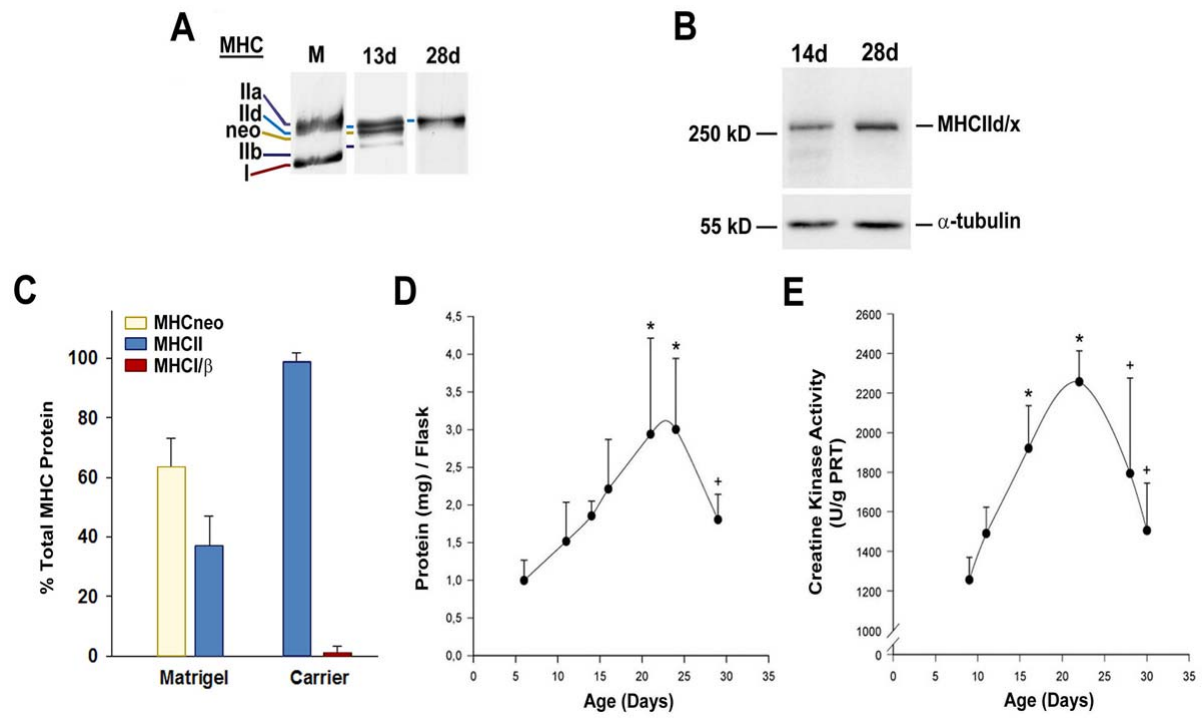 A
MHC
M 13d 28d
IIa
IId
neo
IIb
I
B
14d 28d
250 kD
MHCIId/x
55 kD
α-tubulin
C
% Total MHC Protein
100
80
60
40
20
0
MHCneo
MHCII
MHCI/β
Matrigel Carrier
D
Protein (mg) / Flask
4,5
4,0
3,5
3,0
2,5
2,0
1,5
1,0
0,5
0,0
* * +
0 5 10 15 20 25 30 35
Age (Days)
E
Creatine Kinase Activity
(U/g PRT)
2600
2400
2200
2000
1800
1600
1400
1200
1000
0
* * + +
0 5 10 15 20 25 30 35
Age (Days)